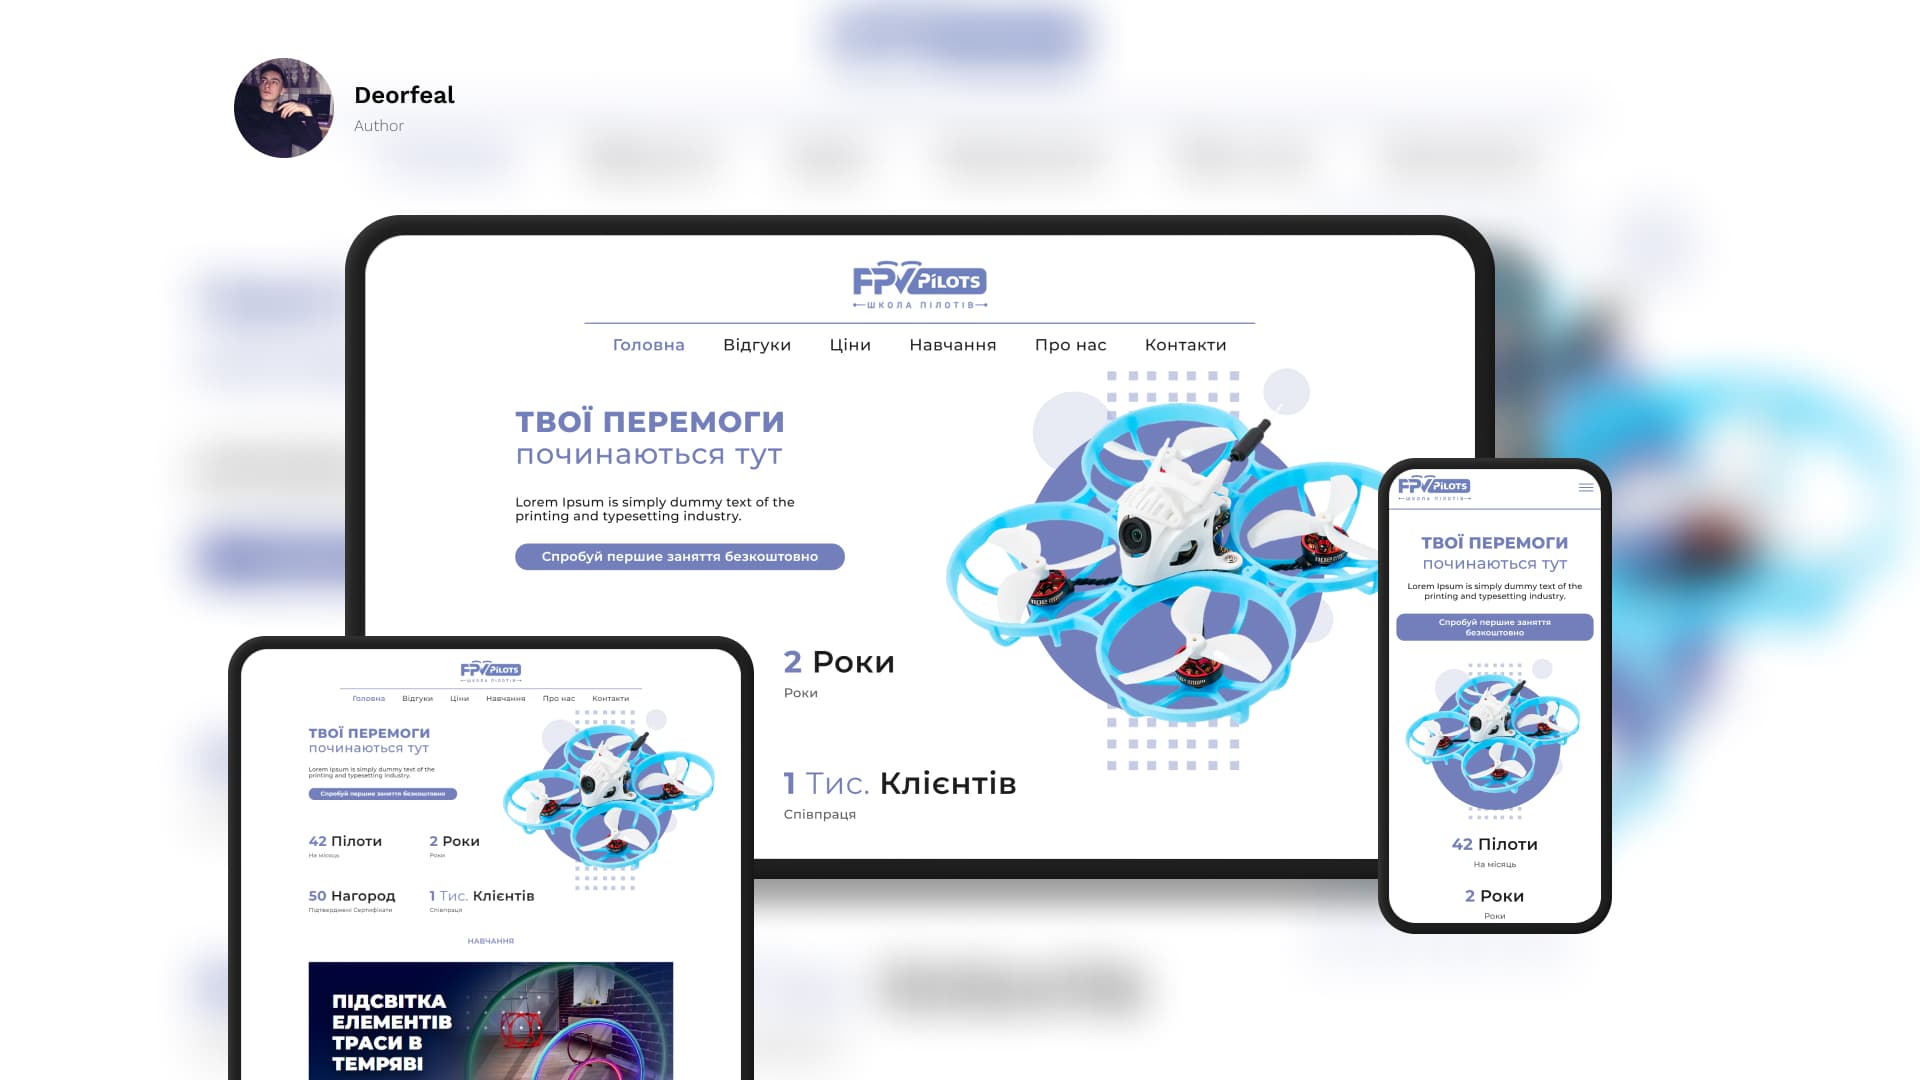 Deorfeal
Author
FPV PiLOTS
ШКОЛА ПІЛОТІВ
Головна Відгуки Ціни Навчання Про нас Контакти
ТВОЇ ПЕРЕМОГИ
починаються тут
Lorem Ipsum is simply dummy text of the
printing and typesetting industry.
Спробуй першие заняття безкоштовно
2 Роки
Роки
1 Тис. Клієнтів
Співпраця
FPV PiLOTS
ШКОЛА ПІЛОТІВ
Головна Відгуки Ціни Навчання Про нас Контакти
ТВОЇ ПЕРЕМОГИ
починаються тут
Lorem Ipsum is simply dummy text of the
printing and typesetting industry.
Спробуй першие заняття безкоштовно
42 Пілоти 2 Роки
На місяць Роки
50 Нагород 1 Тис. Клієнтів
Підтверджені Сертифікати Співпраця
НАВЧАННЯ
ПІДСВІТКА
ЕЛЕМЕНТІВ
ТРАСИ В
ТЕМРЯВІ
FPV PiLOTS
ШКОЛА ПІЛОТІВ
ТВОЇ ПЕРЕМОГИ
починаються тут
Lorem Ipsum is simply dummy text of the
printing and typesetting industry.
Спробуй першие заняття
безкоштовно
42 Пілоти
На місяць
2 Роки
Роки